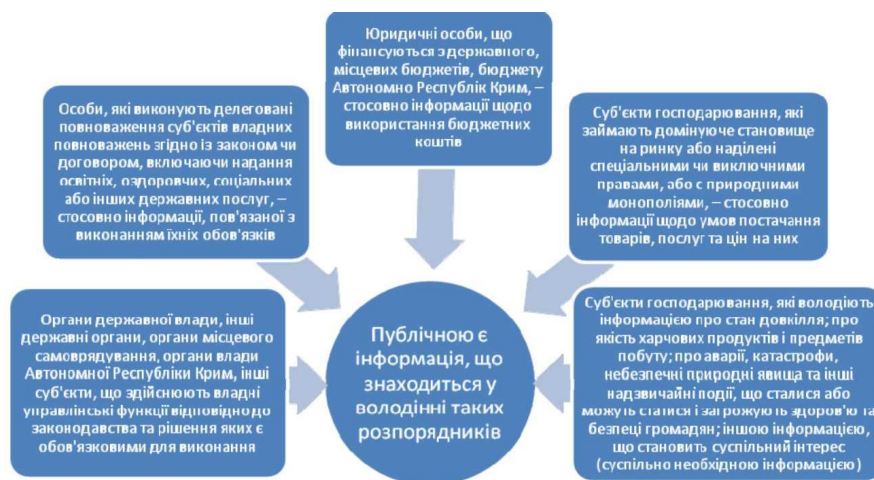 Юридичні особи, що
фінансуються з державного,
місцевих бюджетів, бюджету
Автономно Республік Крим, –
стосовно інформації щодо
використання бюджетних
коштів
Особи, які виконують делеговані
повноваження суб'єктів владних
повноважень згідно із законом чи
договором, включаючи надання
освітніх, оздоровчих, соціальних
або інших державних послуг, –
стосовно інформації, пов'язаної з
виконанням їхніх обов'язків
Суб'єкти господарювання, які
займають домінуюче становище
на ринку або наділені
спеціальними чи виключними
правами, або є природними
монополіями, – стосовно
інформації щодо умов постачання
товарів, послуг та цін на них
Органи державної влади, інші
державні органи, органи місцевого
самоврядування, органи влади
Автономної Республіки Крим, інші
суб'єкти, що здійснюють владні
управлінські функції відповідно до
законодавства та рішення яких є
обов'язковими для виконання
Публічною є
інформація, що
знаходиться у
володінні таких
розпорядників
Суб'єкти господарювання, які володіють
інформацією про стан довкілля; про
якість харчових продуктів і предметів
побуту; про аварії, катастрофи,
небезпечні природні явища та інші
надзвичайні події, що сталися або
можуть статися і загрожують здоров'ю та
безпеці громадян; іншою інформацією,
що становить суспільний інтерес
(суспільно необхідною інформацією)